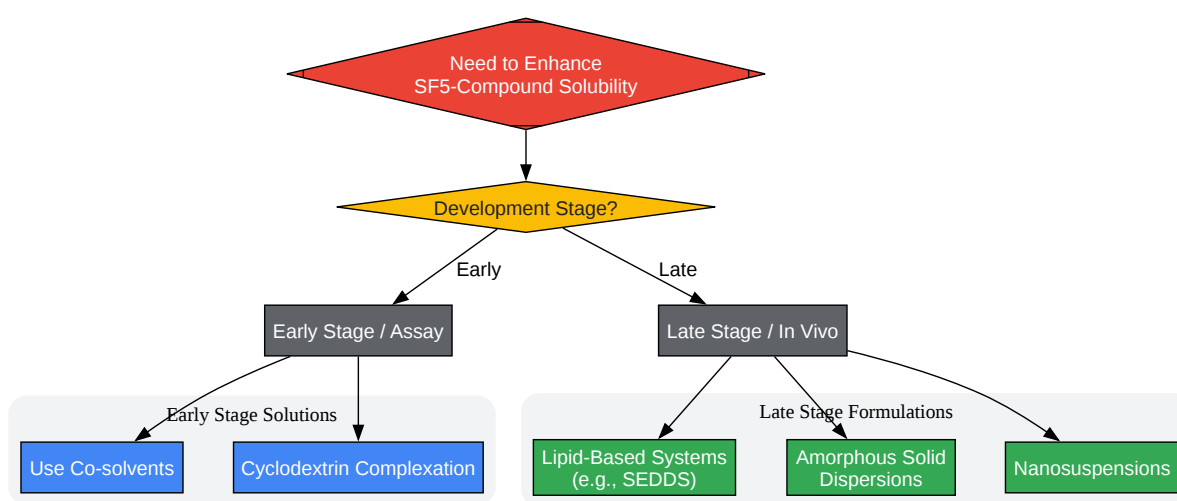 Need to Enhance
SF5-Compound Solubility
Development Stage?
Early
Late
Early Stage / Assay
Late Stage / In Vivo
Early Stage Solutions
Late Stage Formulations
Use Co-solvents
Cyclodextrin Complexation
Lipid-Based Systems
(e.g., SEDDS)
Amorphous Solid
Dispersions
Nanosuspensions